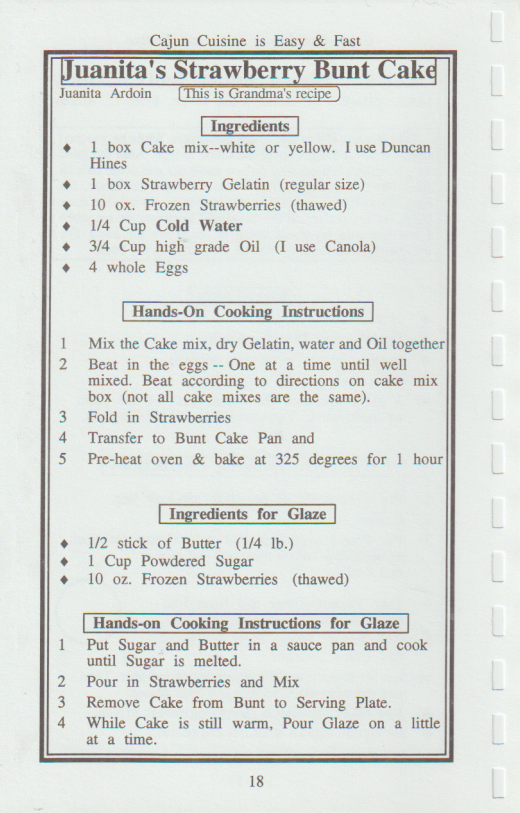 Cajun Cuisine is Easy & Fast
Juanita's Strawberry Bunt Cake
Juanita Ardoin This is Grandma's recipe
Ingredients
♦ 1 box Cake mix--white or yellow. I use Duncan
Hines
♦ 1 box Strawberry Gelatin (regular size)
♦ 10 ox. Frozen Strawberries (thawed)
♦ 1/4 Cup Cold Water
♦ 3/4 Cup high grade Oil (I use Canola)
♦ 4 whole Eggs
Hands-On Cooking Instructions
1 Mix the Cake mix, dry Gelatin, water and Oil together
2 Beat in the eggs -- One at a time until well
mixed. Beat according to directions on cake mix
box (not all cake mixes are the same).
3 Fold in Strawberries
4 Transfer to Bunt Cake Pan and
5 Pre-heat oven & bake at 325 degrees for 1 hour
Ingredients for Glaze
♦ 1/2 stick of Butter (1/4 lb.)
♦ 1 Cup Powdered Sugar
♦ 10 oz. Frozen Strawberries (thawed)
Hands-on Cooking Instructions for Glaze
1 Put Sugar and Butter in a sauce pan and cook
until Sugar is melted.
2 Pour in Strawberries and Mix
3 Remove Cake from Bunt to Serving Plate.
4 While Cake is still warm, Pour Glaze on a little
at a time.
18